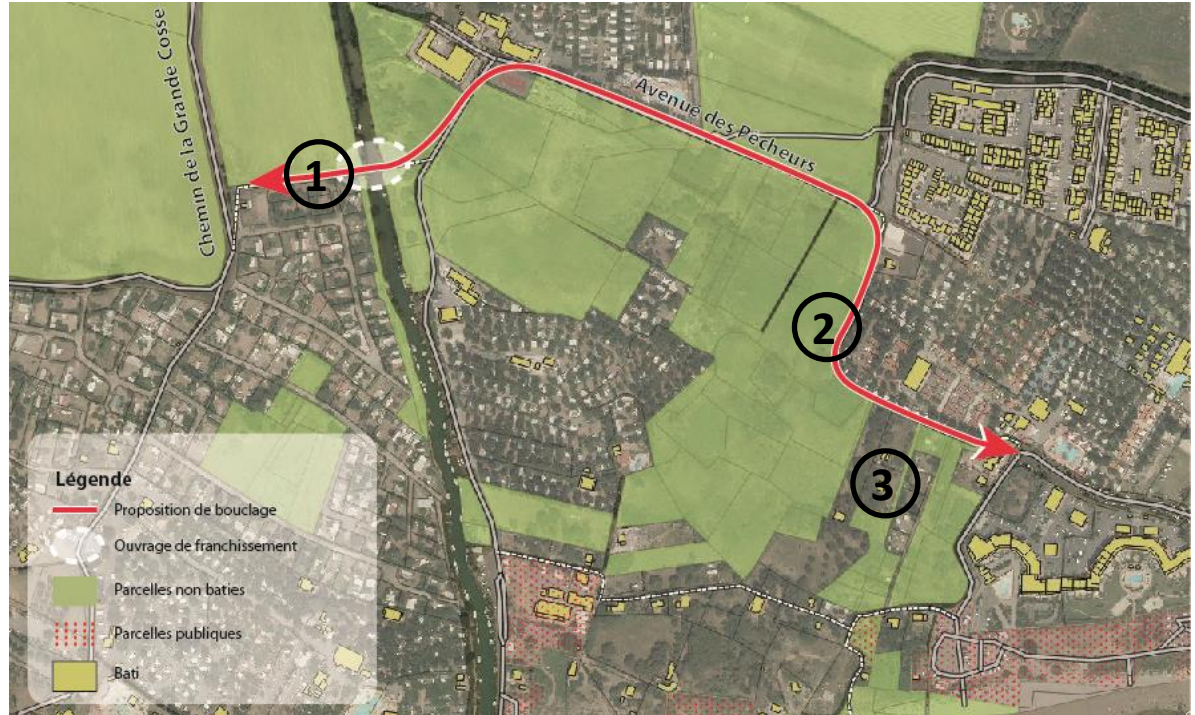 Chemin de la Grande Cosse
Avenue des Pêcheurs
1
2
3
Légende
Proposition de bouclage
Ouvrage de franchissement
Parcelles non baties
Parcelles publiques
Bati